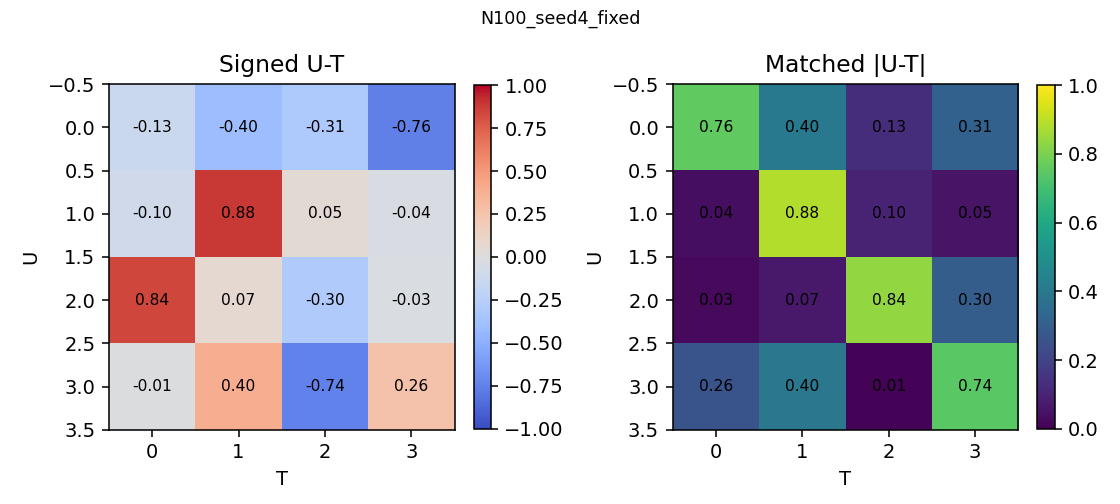 N100_seed4_fixed
Signed U-T
−0.5
0.0
0.5
1.0
1.5
2.0
2.5
3.0
3.5
U
-0.13 -0.40 -0.31 -0.76
-0.10 0.88 0.05 -0.04
0.84 0.07 -0.30 -0.03
-0.01 0.40 -0.74 0.26
0 1 2 3
T
1.00
0.75
0.50
0.25
0.00
−0.25
−0.50
−0.75
−1.00
Matched |U-T|
−0.5
0.0
0.5
1.0
1.5
2.0
2.5
3.0
3.5
U
0.76 0.40 0.13 0.31
0.04 0.88 0.10 0.05
0.03 0.07 0.84 0.30
0.26 0.40 0.01 0.74
0 1 2 3
T
1.0
0.8
0.6
0.4
0.2
0.0